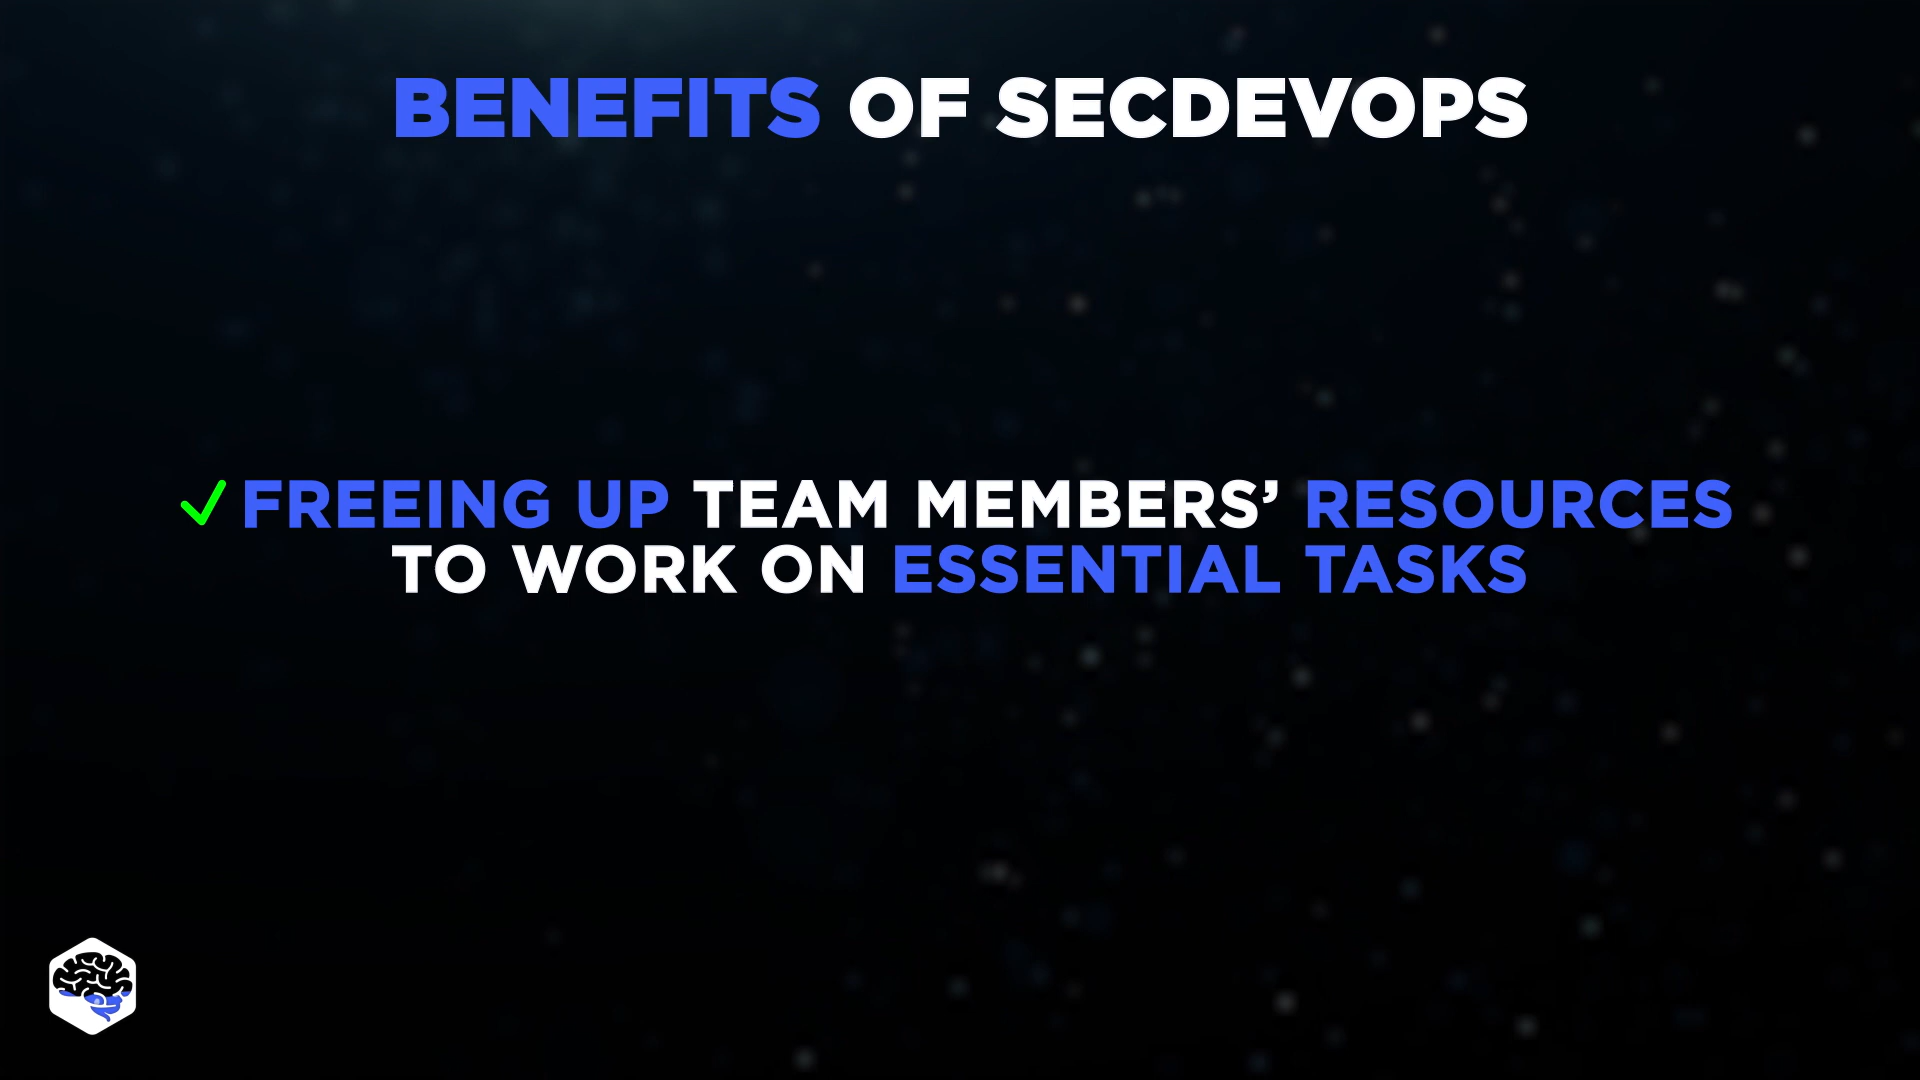 BENEFITS OF SECDEVOPS
FREEING UP TEAM MEMBERS’ RESOURCES
TO WORK ON ESSENTIAL TASKS